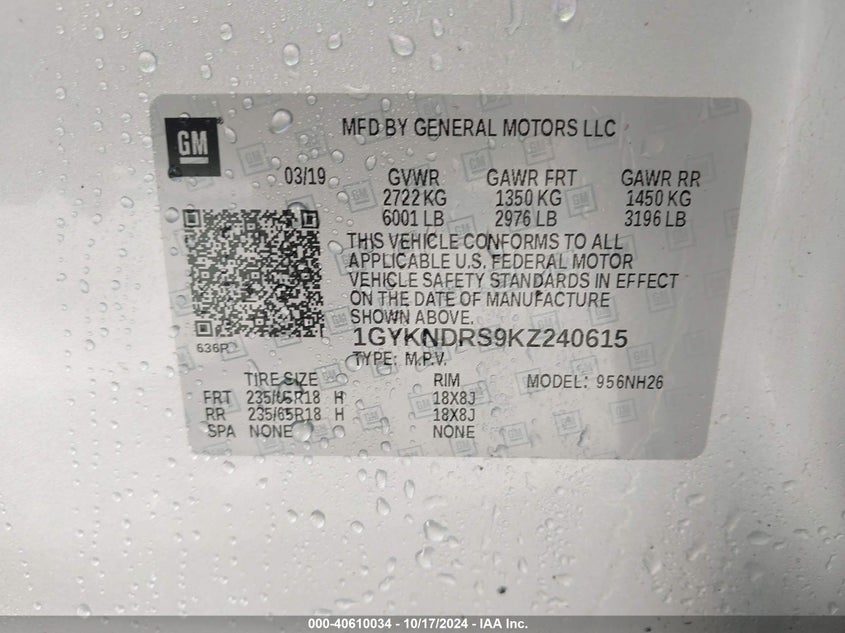 GM
MFD BY GENERAL MOTORS LLC
03/19 GVWR GAWR FRT GAWR RR
2722 KG 1350 KG 1450 KG
6001 LB 2976 LB 3196 LB
THIS VEHICLE CONFORMS TO ALL
APPLICABLE U.S. FEDERAL MOTOR
VEHICLE SAFETY STANDARDS IN EFFECT
ON THE DATE OF MANUFACTURE
SHOWN ABOVE.
636R
1GYKNDRS9KZ240615
TYPE: M.P.V.
TIRE SIZE RIM MODEL: 956NH26
FRT 235/65R18 H 18X8J
RR 235/65R18 H 18X8J
SPA NONE NONE
000-40610034 - 10/17/2024 - IAA Inc.